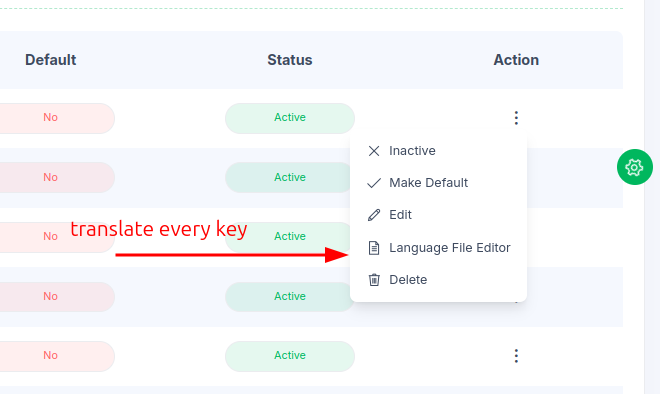 Default Status Action
No Active
Inactive
No Active Make Default
translate every key
No Active Edit
Language File Editor
No Active Delete
No Active